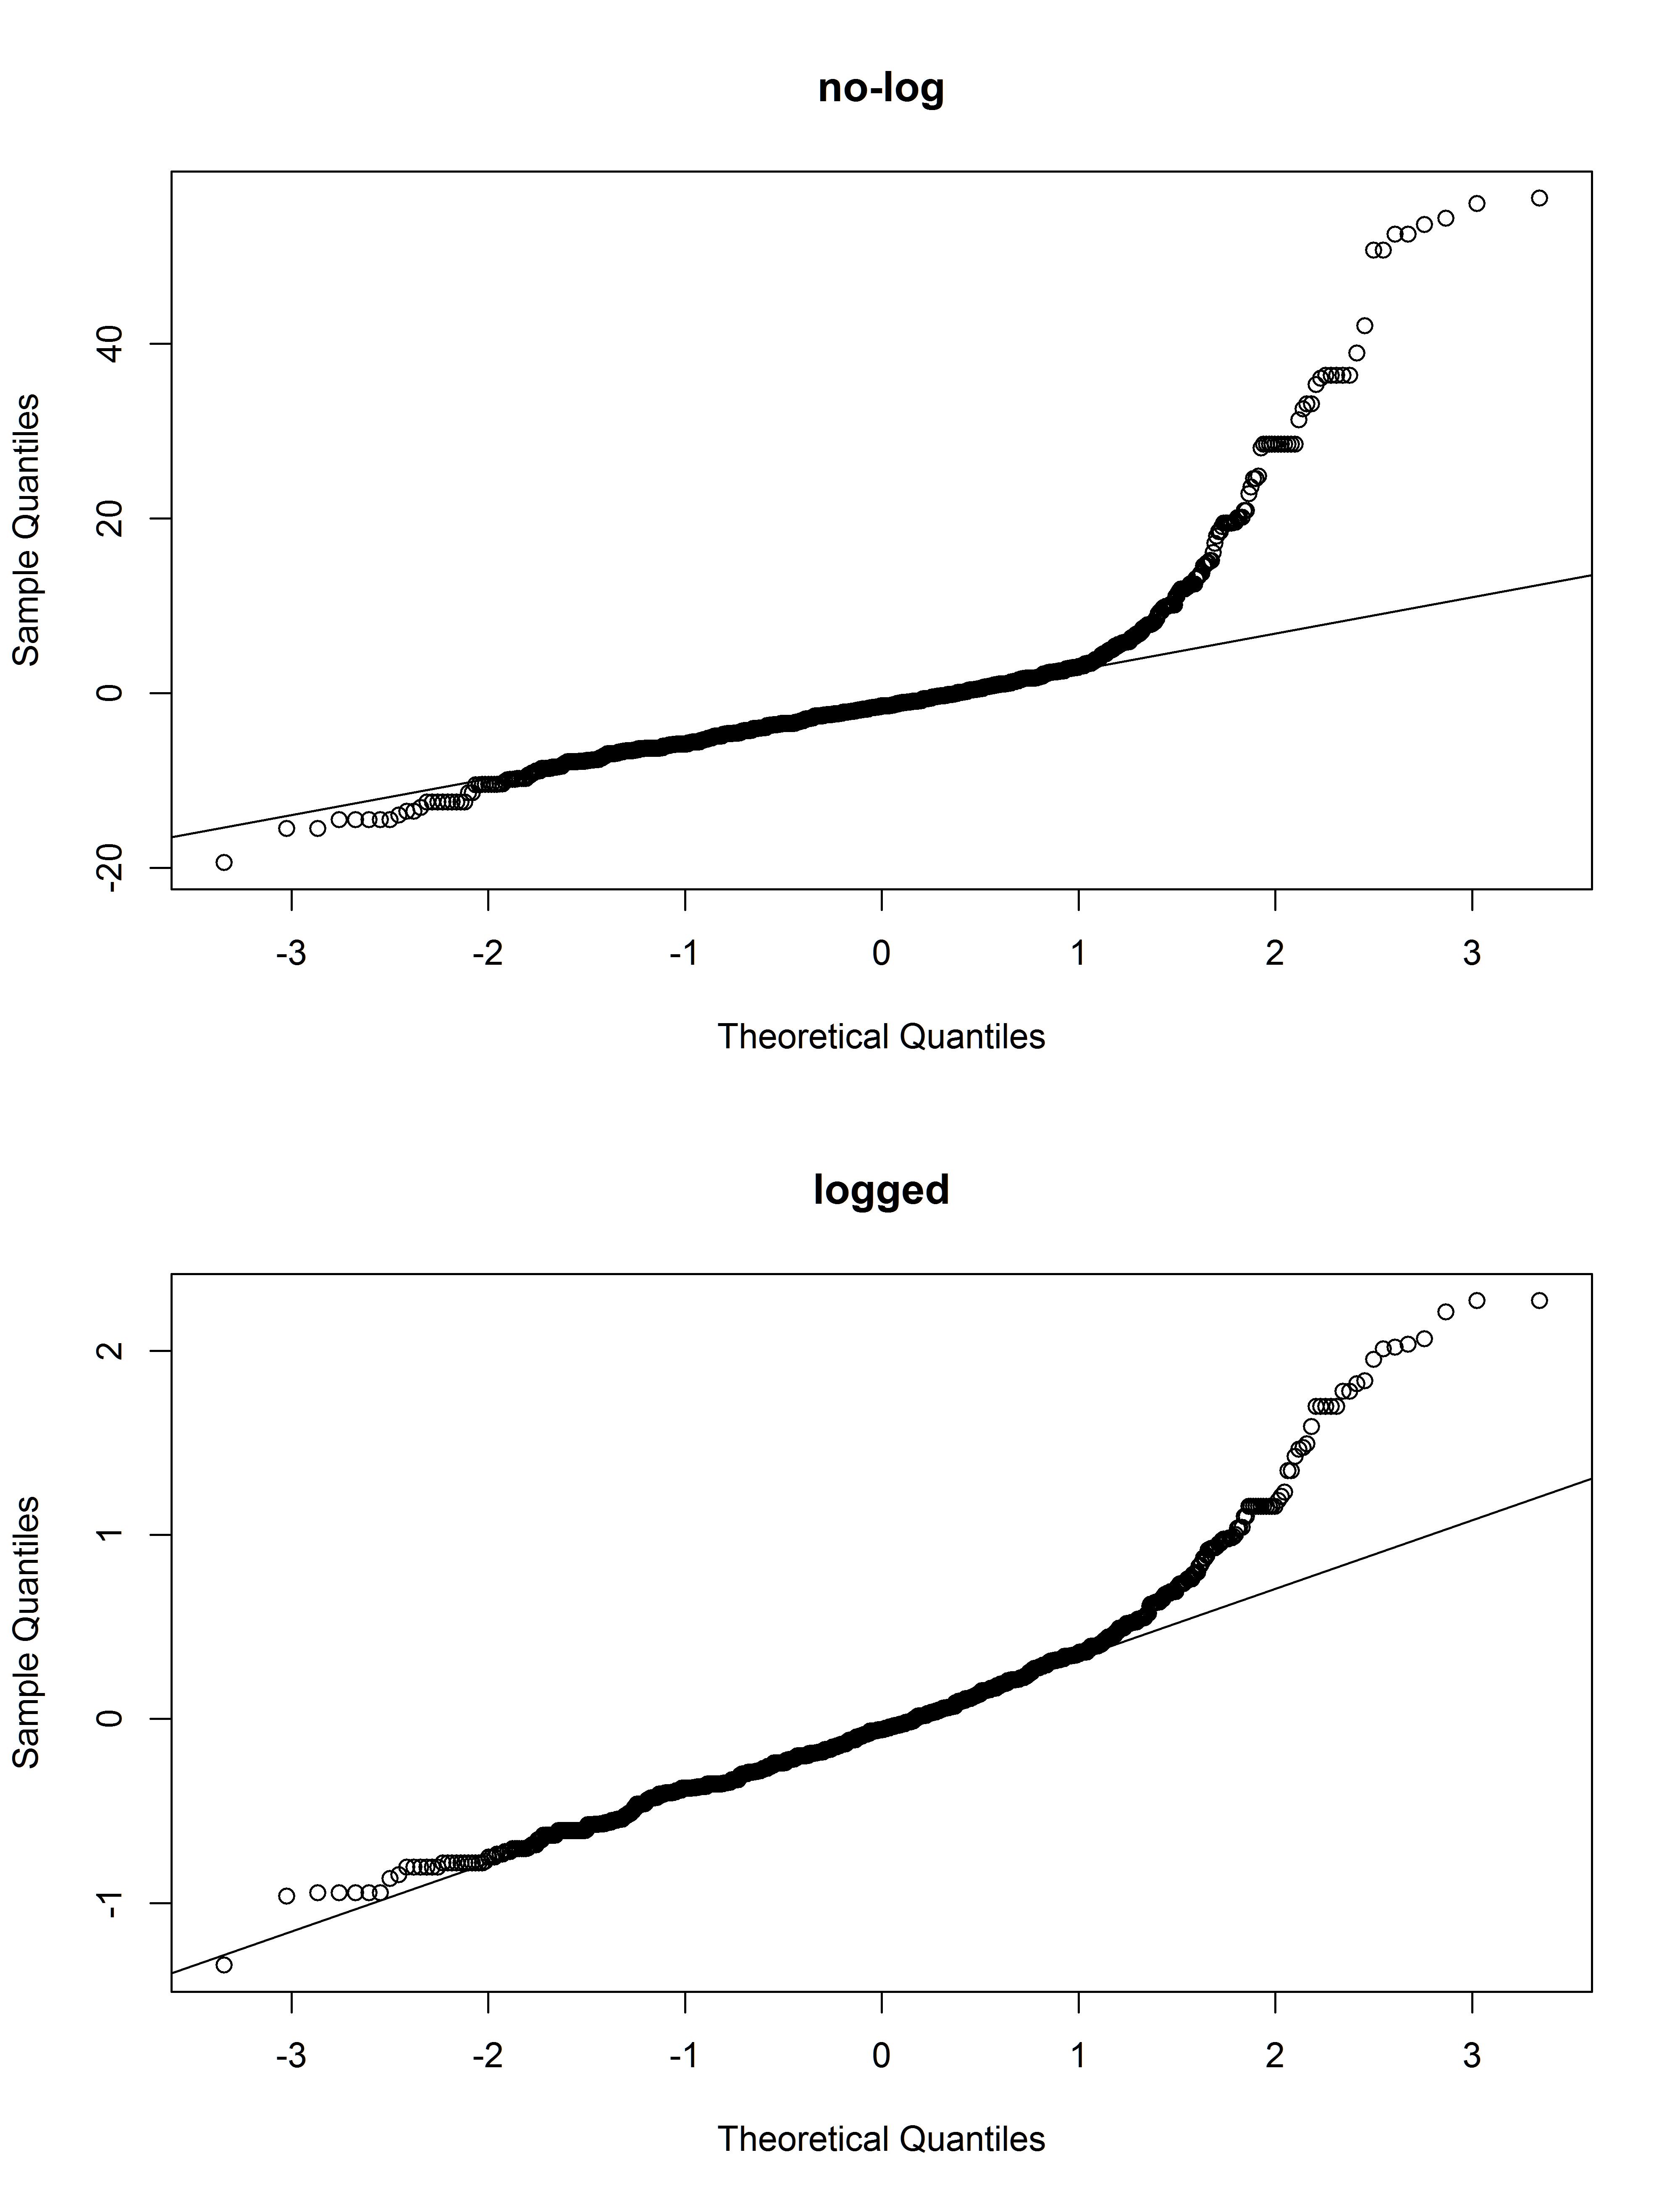 no-log
Sample Quantiles
40
20
0
-20
-3 -2 -1 0 1 2 3
Theoretical Quantiles
logged
Sample Quantiles
2
1
0
-1
-3 -2 -1 0 1 2 3
Theoretical Quantiles